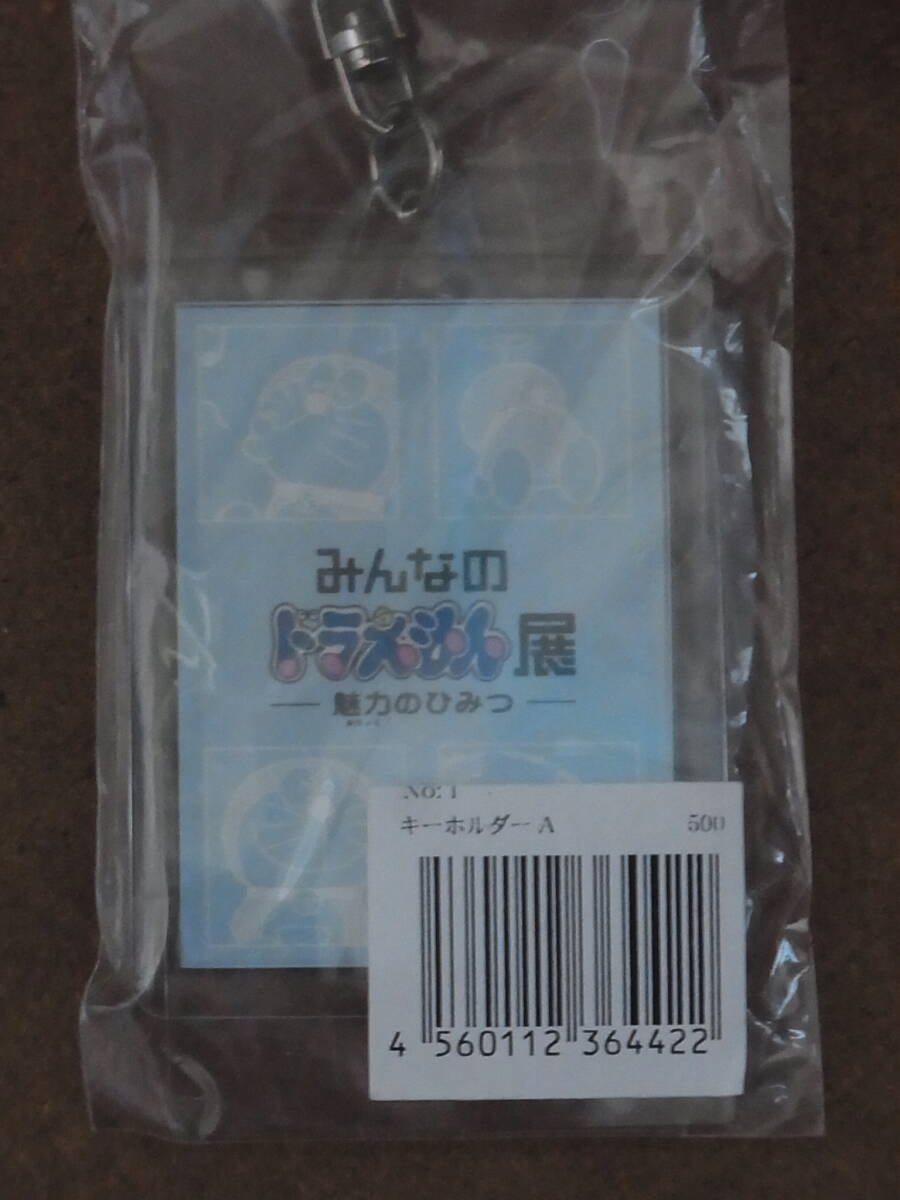 みんなの
ドラえもん展
魅力のひみつ
No: 1
キーホルダー A 500
4 560112 364422